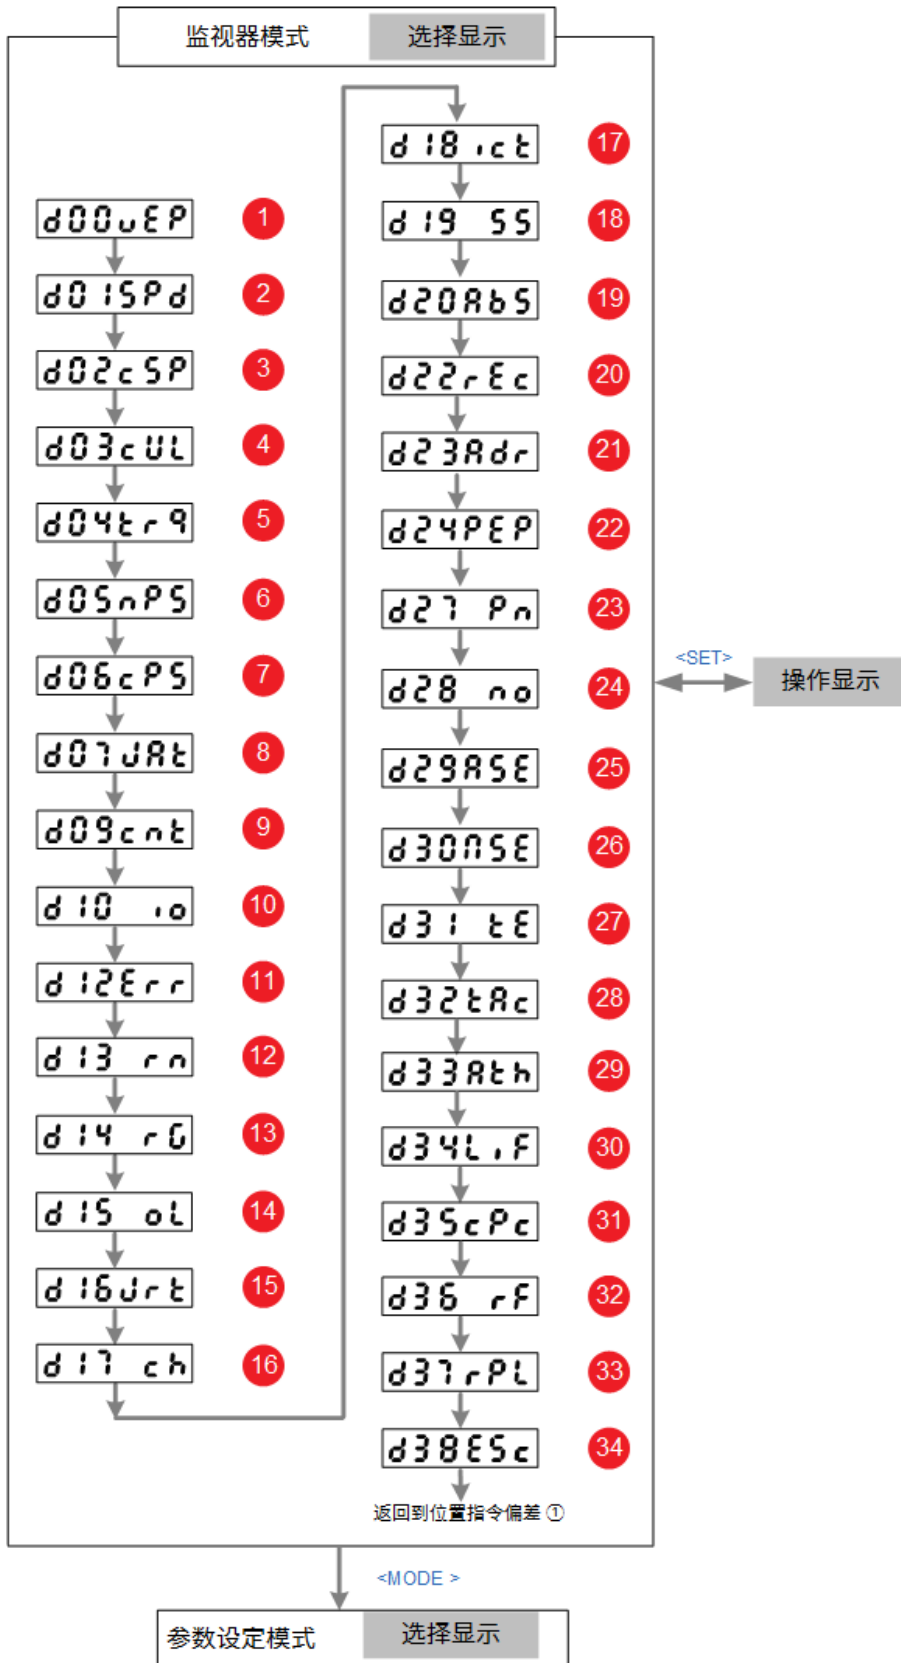 监视器模式 选择显示
d00uEP 1
d01SPd 2
d02cSP 3
d03cUL 4
d04trq 5
d05nPS 6
d06cPS 7
d07JAt 8
d09cnt 9
d10 io 10
d12Err 11
d13 rn 12
d14 rG 13
d15 oL 14
d16Jrt 15
d17 ch 16
d18 ict 17
d19 SS 18
d20AbS 19
d22rEc 20
d23Adr 21
d24PEP 22
d27 Pn 23
d28 no 24
d29ASE 25
d30MSE 26
d31 tE 27
d32tAc 28
d33Ath 29
d34LiF 30
d35cPc 31
d36 rF 32
d37rPL 33
d38ESc 34
返回到位置指令偏差 ①
<SET>
操作显示
<MODE >
参数设定模式 选择显示